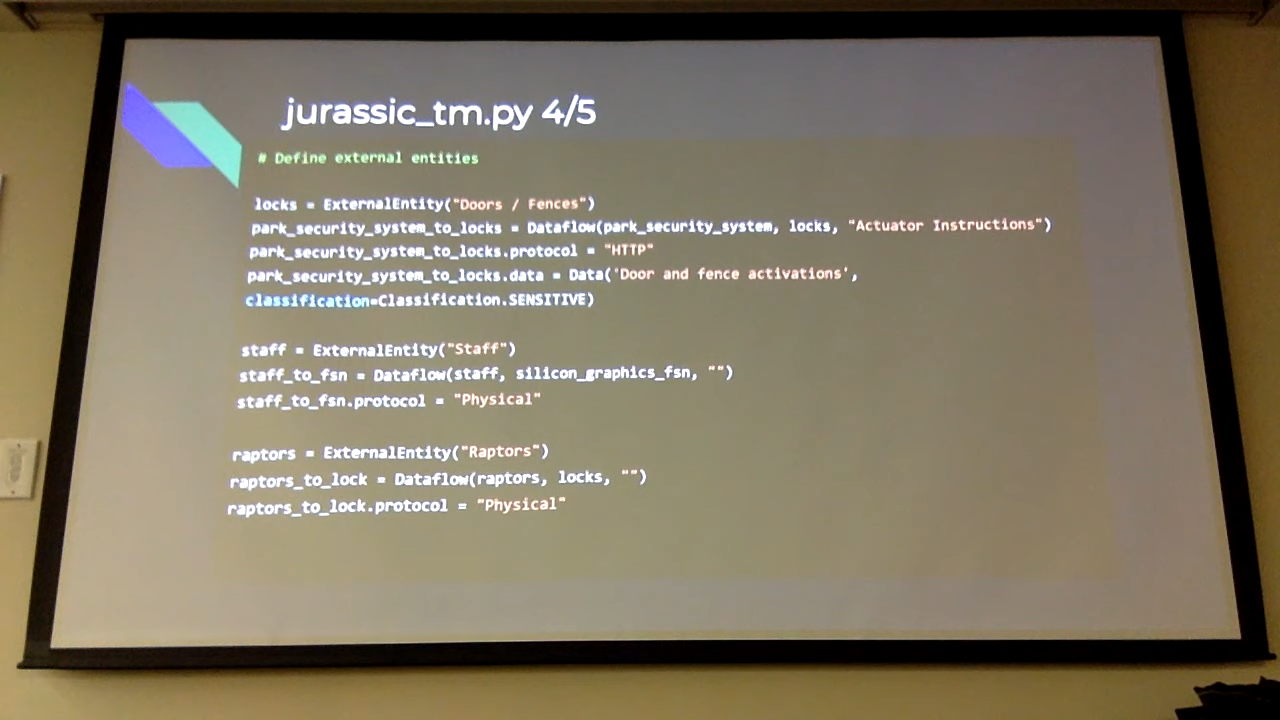 jurassic_tm.py 4/5
# Define external entities
locks = ExternalEntity("Doors / Fences")
park_security_system_to_locks = Dataflow(park_security_system, locks, "Actuator Instructions")
park_security_system_to_locks.protocol = "HTTP"
park_security_system_to_locks.data = Data('Door and fence activations',
classification=Classification.SENSITIVE)
staff = ExternalEntity("Staff")
staff_to_fsn = Dataflow(staff, silicon_graphics_fsn, "")
staff_to_fsn.protocol = "Physical"
raptors = ExternalEntity("Raptors")
raptors_to_lock = Dataflow(raptors, locks, "")
raptors_to_lock.protocol = "Physical"